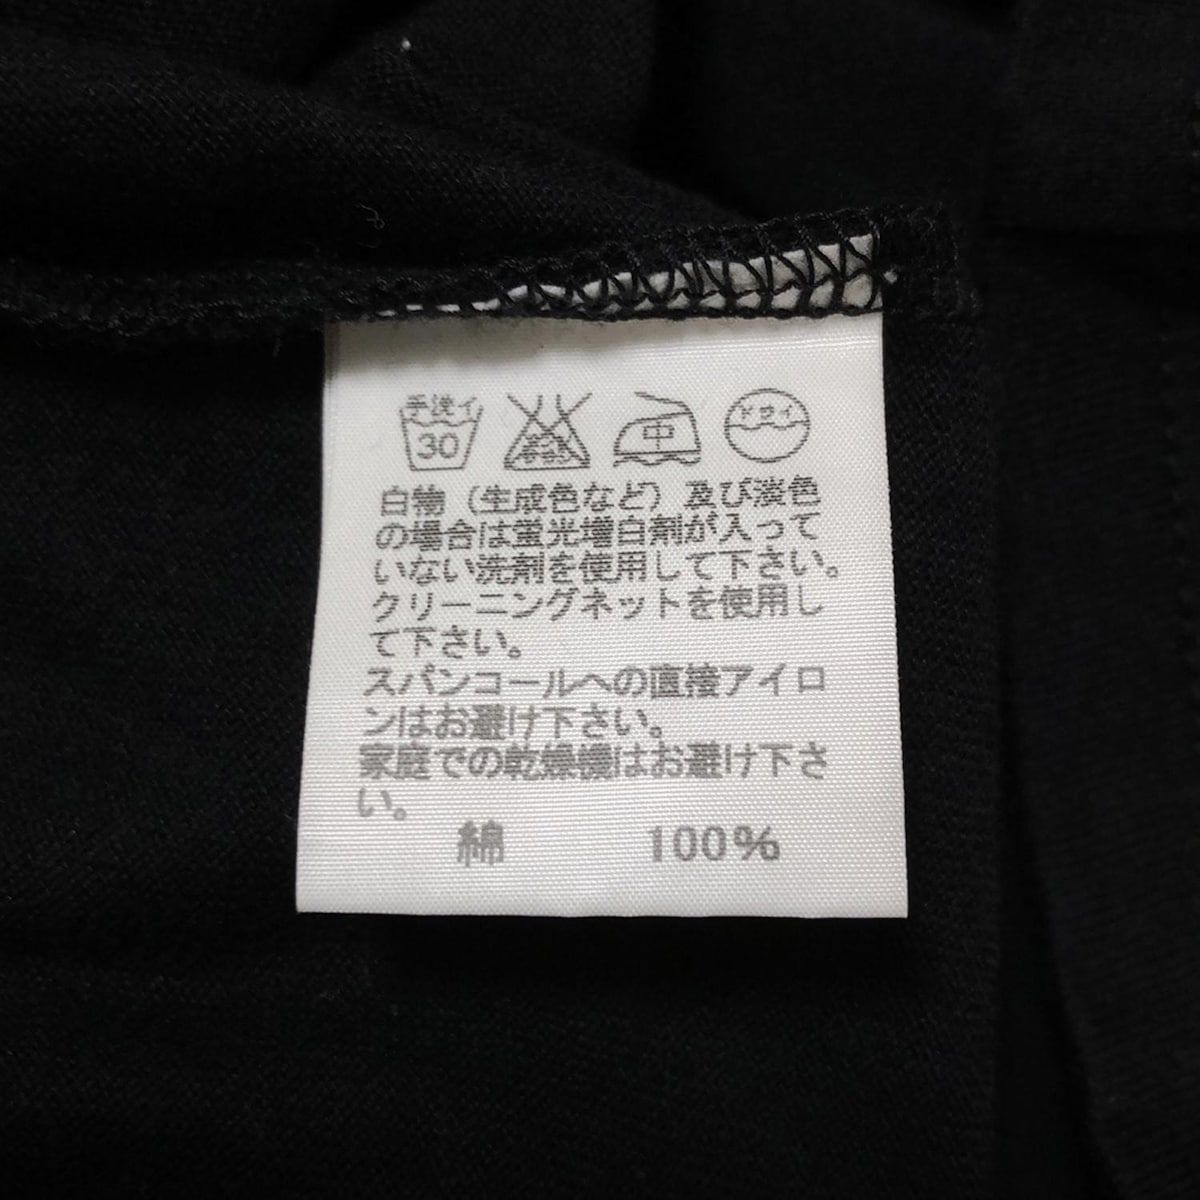 手洗イ
30
中
ドライ
白物（生成色など）及び淡色
の場合は蛍光増白剤が入って
いない洗剤を使用して下さい。
クリーニングネットを使用し
て下さい。
スパンコールへの直接アイロ
ンはお避け下さい。
家庭での乾燥機はお避け下さ
い。
綿 100%